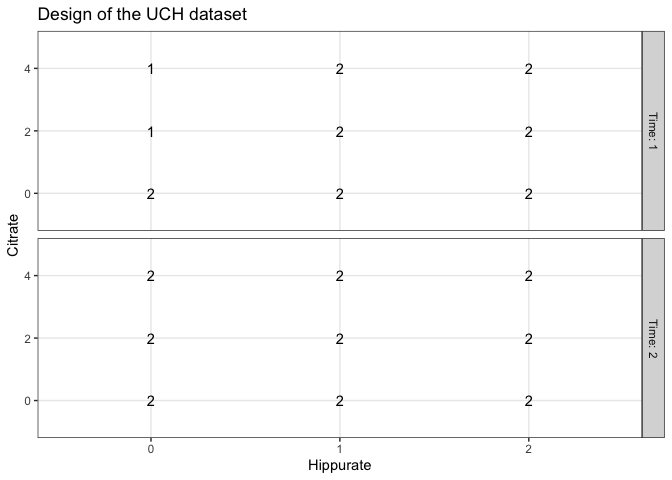 Design of the UCH dataset
Citrate
4 1 2 2
2 1 2 2
0 2 2 2
Time: 1
4 2 2 2
2 2 2 2
0 2 2 2
Time: 2
0 1 2
Hippurate